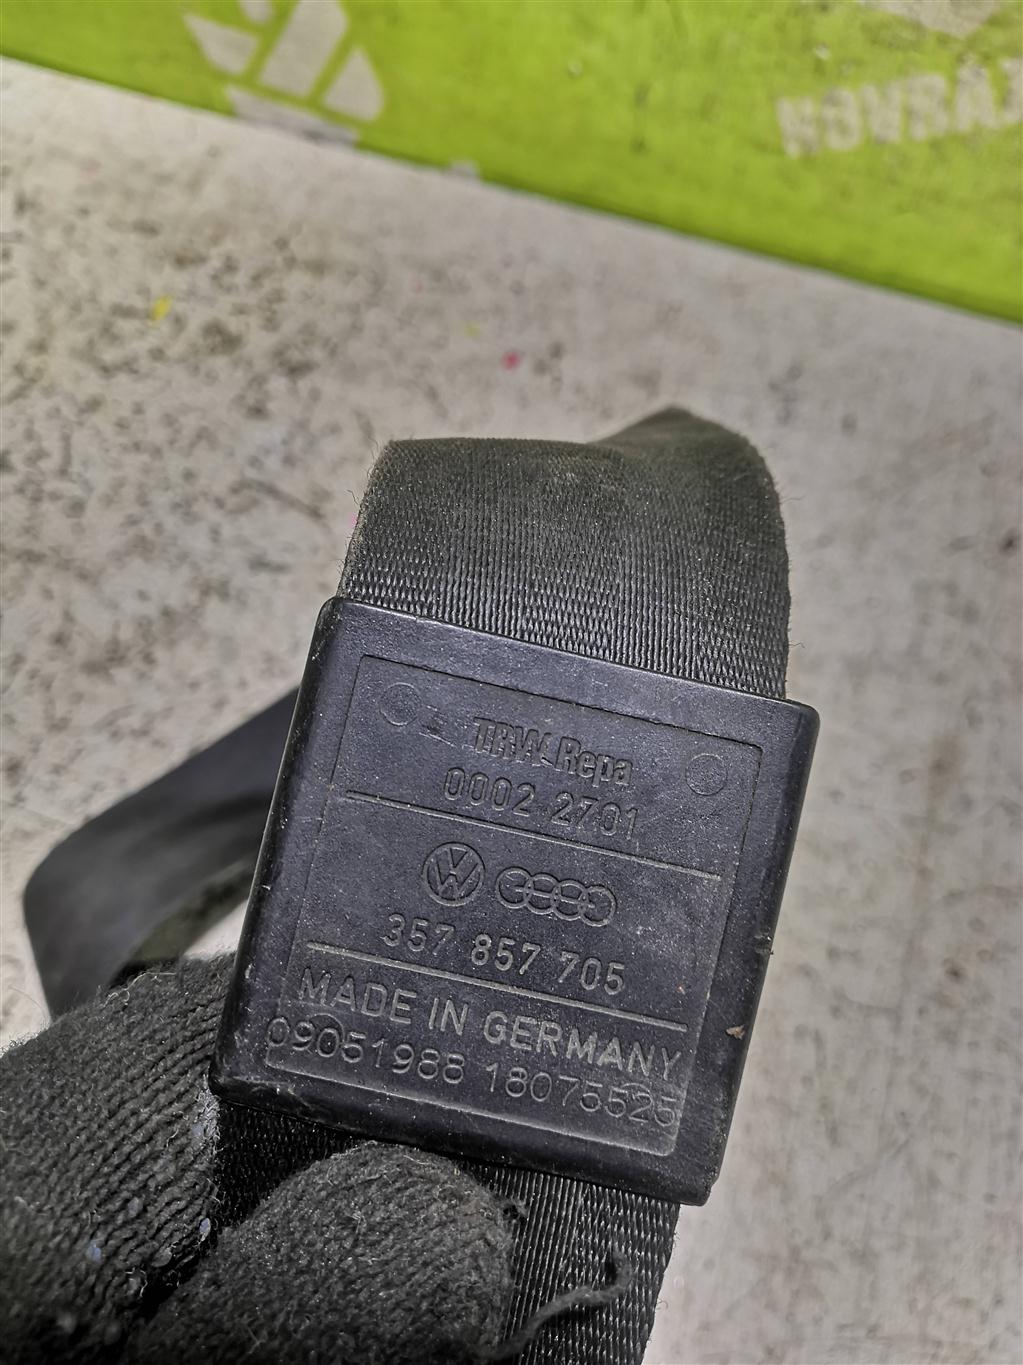 TRW-Repa
0002 2701
357 857 705
MADE IN GERMANY
09051988 18075525